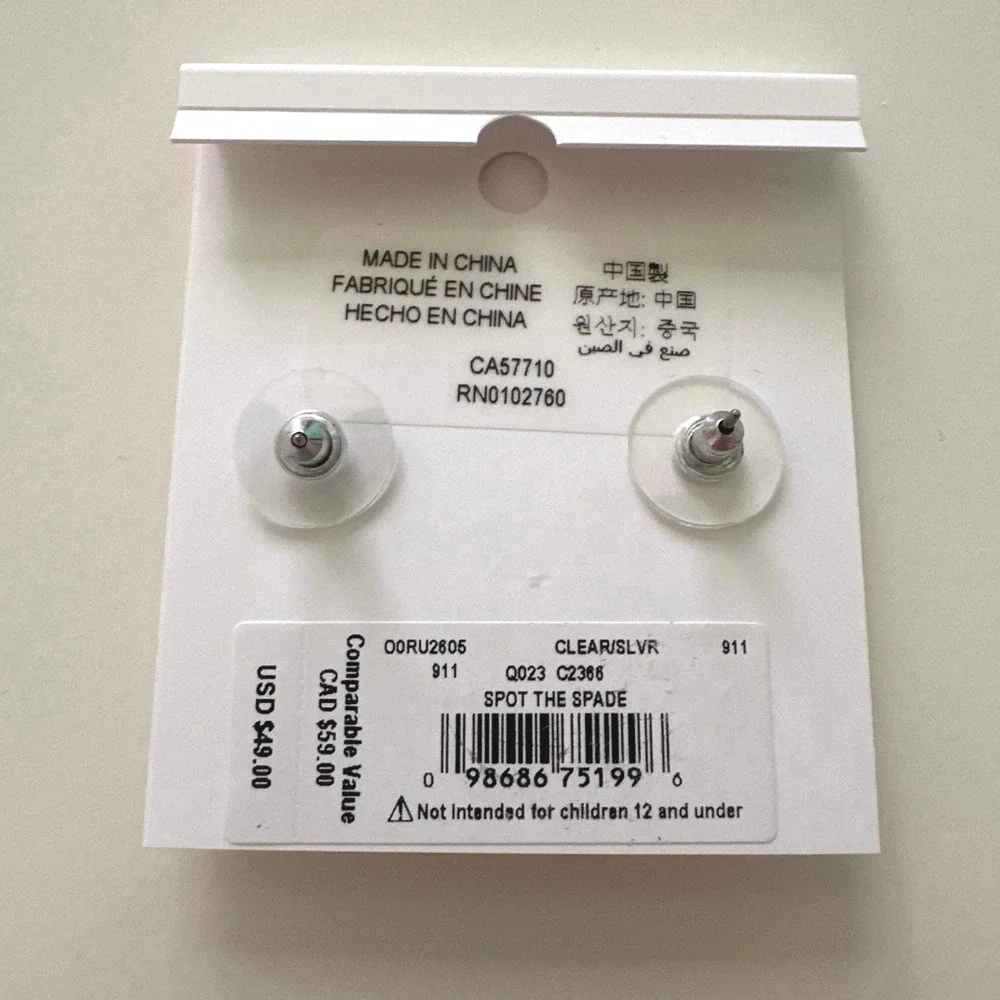 MADE IN CHINA
FABRIQUÉ EN CHINE
HECHO EN CHINA
中国製
原产地: 中国
원산지: 중국
صنع في الصين
CA57710
RN0102760
O0RU2605 CLEAR/SLVR 911
911 Q023 C2366
SPOT THE SPADE
0 98686 75199 6
Not intended for children 12 and under
Comparable Value
CAD $59.00
USD $49.00